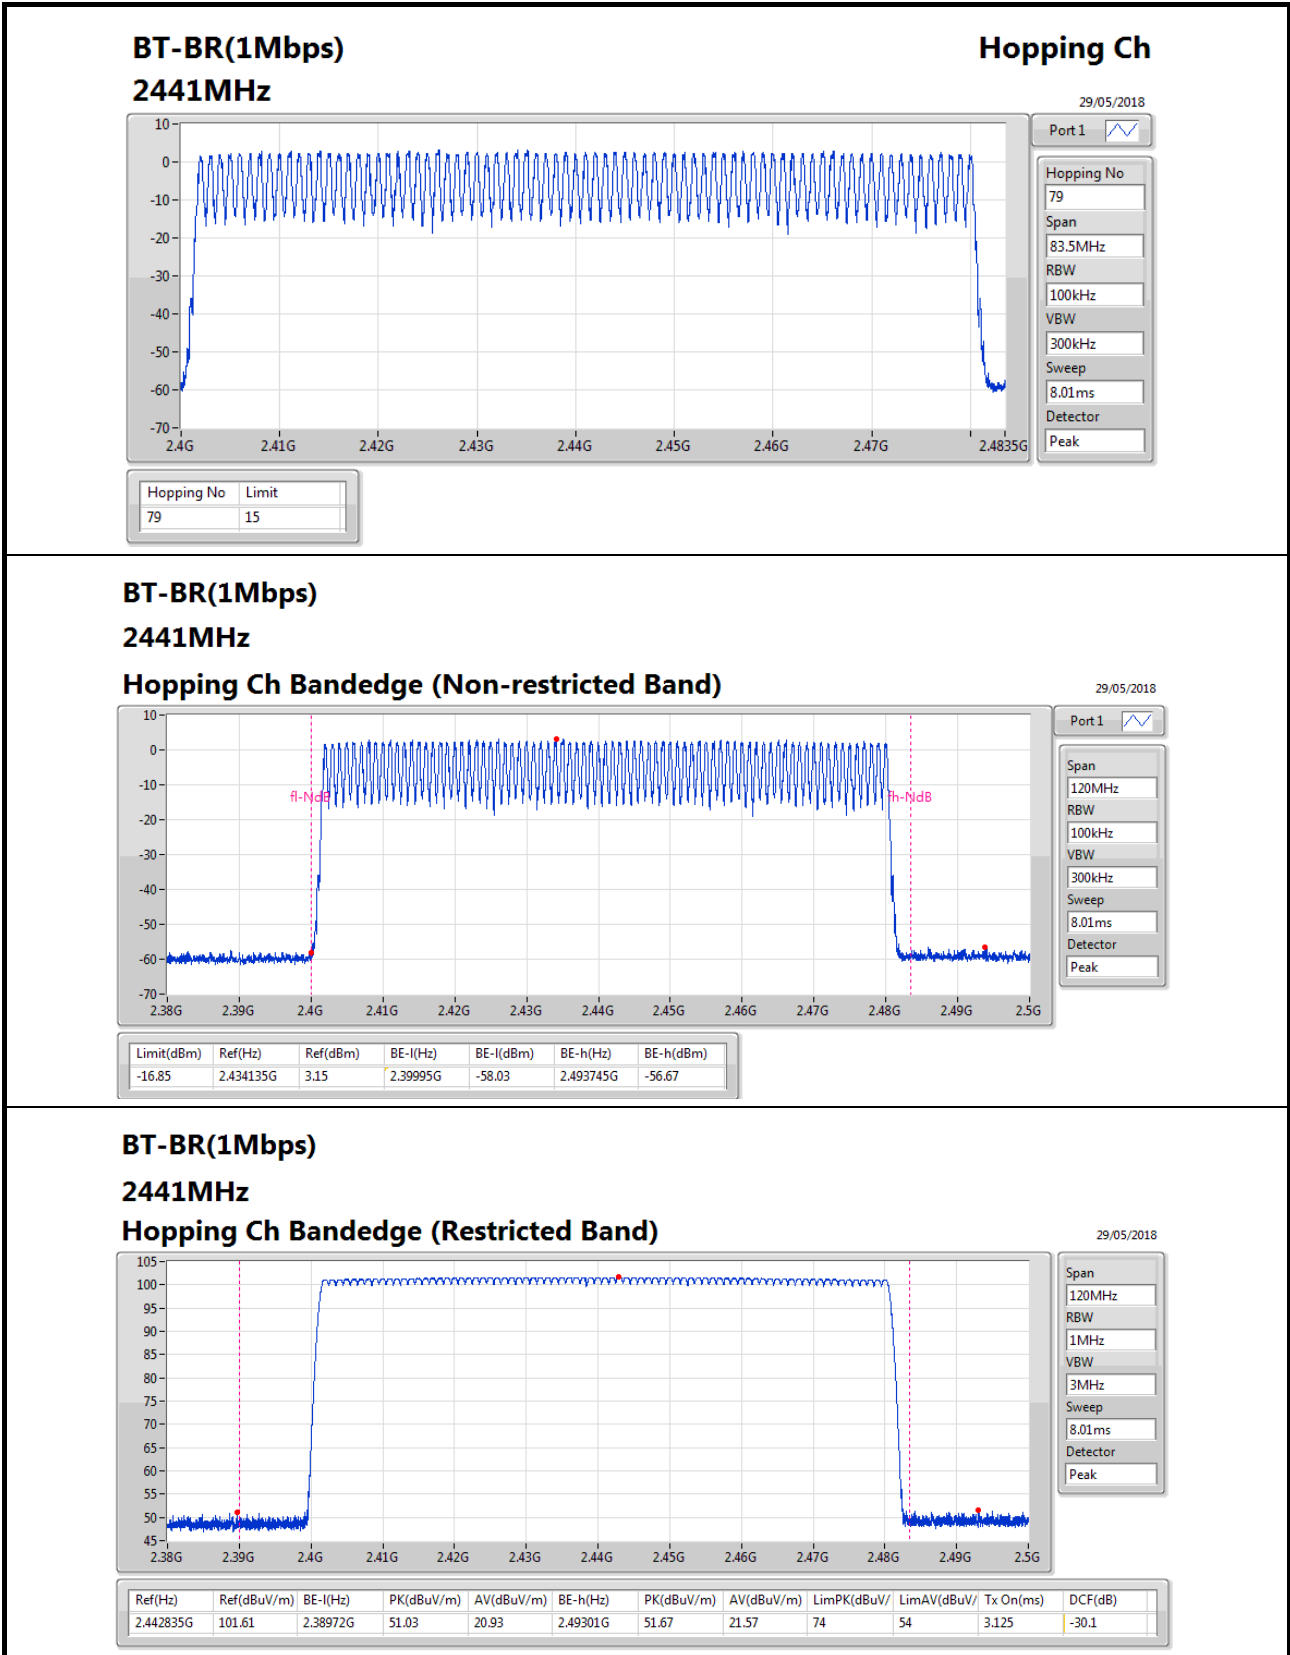 BT-BR(1Mbps)
Hopping Ch
2441MHz
29/05/2018
Port 1
10
0
-10
-20
-30
-40
-50
-60
-70
2.4G 2.41G 2.42G 2.43G 2.44G 2.45G 2.46G 2.47G 2.4835G
Hopping No
79
Span
83.5MHz
RBW
100kHz
VBW
300kHz
Sweep
8.01ms
Detector
Peak
Hopping No Limit
79 15
BT-BR(1Mbps)
2441MHz
Hopping Ch Bandedge (Non-restricted Band)
29/05/2018
Port 1
10
0
-10
-20
-30
-40
-50
-60
-70
fl-NdB
fh-NdB
2.38G 2.39G 2.4G 2.41G 2.42G 2.43G 2.44G 2.45G 2.46G 2.47G 2.48G 2.49G 2.5G
Span
120MHz
RBW
100kHz
VBW
300kHz
Sweep
8.01ms
Detector
Peak
Limit(dBm) Ref(Hz) Ref(dBm) BE-l(Hz) BE-l(dBm) BE-h(Hz) BE-h(dBm)
-16.85 2.434135G 3.15 2.39995G -58.03 2.493745G -56.67
BT-BR(1Mbps)
2441MHz
Hopping Ch Bandedge (Restricted Band)
29/05/2018
105
100
95
90
85
80
75
70
65
60
55
50
45
2.38G 2.39G 2.4G 2.41G 2.42G 2.43G 2.44G 2.45G 2.46G 2.47G 2.48G 2.49G 2.5G
Span
120MHz
RBW
1MHz
VBW
3MHz
Sweep
8.01ms
Detector
Peak
Ref(Hz) Ref(dBuV/m) BE-l(Hz) PK(dBuV/m) AV(dBuV/m) BE-h(Hz) PK(dBuV/m) AV(dBuV/m) LimPK(dBuV/ LimAV(dBuV/ Tx On(ms) DCF(dB)
2.442835G 101.61 2.38972G 51.03 20.93 2.49301G 51.67 21.57 74 54 3.125 -30.1